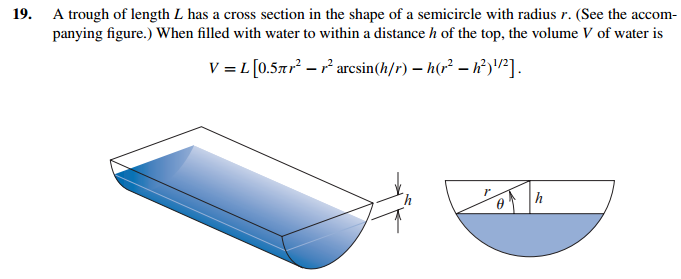 19. A trough of length L has a cross section in the shape of a semicircle with radius r. (See the accom-
panying figure.) When filled with water to within a distance h of the top, the volume V of water is
V = L[0.5πr² − r² arcsin(h/r) − h(r² − h²)¹/²].
h
r
θ
h